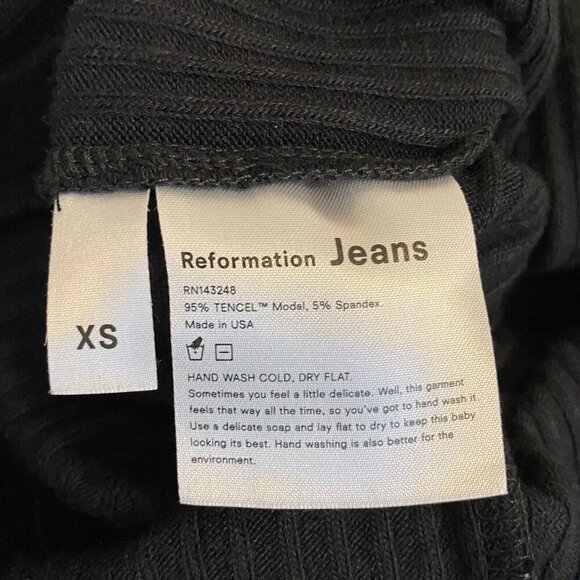 XS
Reformation Jeans
RN143248
95% TENCEL™ Modal, 5% Spandex.
Made in USA
HAND WASH COLD, DRY FLAT.
Sometimes you feel a little delicate. Well, this garment
feels that way all the time, so you've got to hand wash it.
Use a delicate soap and lay flat to dry to keep this baby
looking its best. Hand washing is also better for the
environment.